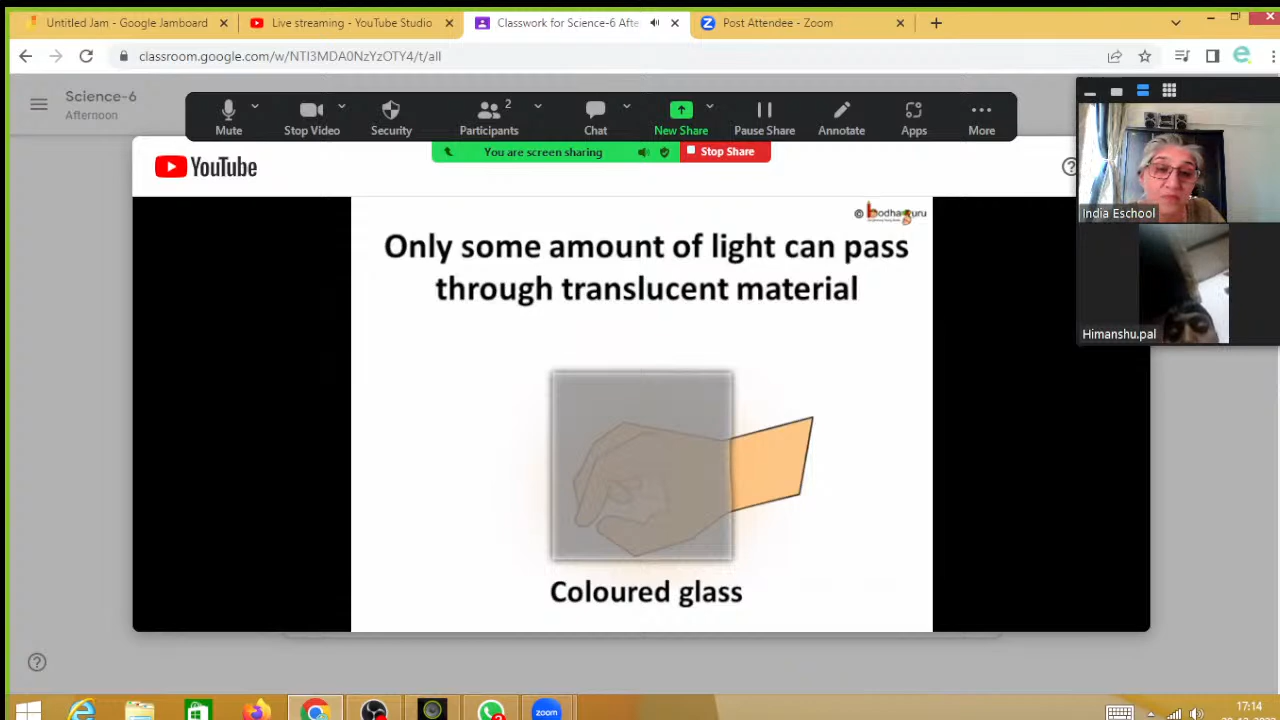 Untitled Jam - Google Jamboard
Live streaming - YouTube Studio
Classwork for Science-6 Afte
Post Attendee - Zoom
classroom.google.com/w/NTI3MDA0NzYzOTY4/t/all
Science-6
Afternoon
Mute
Stop Video
Security
2
Participants
Chat
New Share
Pause Share
Annotate
Apps
More
You are screen sharing
Stop Share
YouTube
© bodhaguru
Only some amount of light can pass
through translucent material
Coloured glass
India Eschool
Himanshu.pal
zoom
17:14